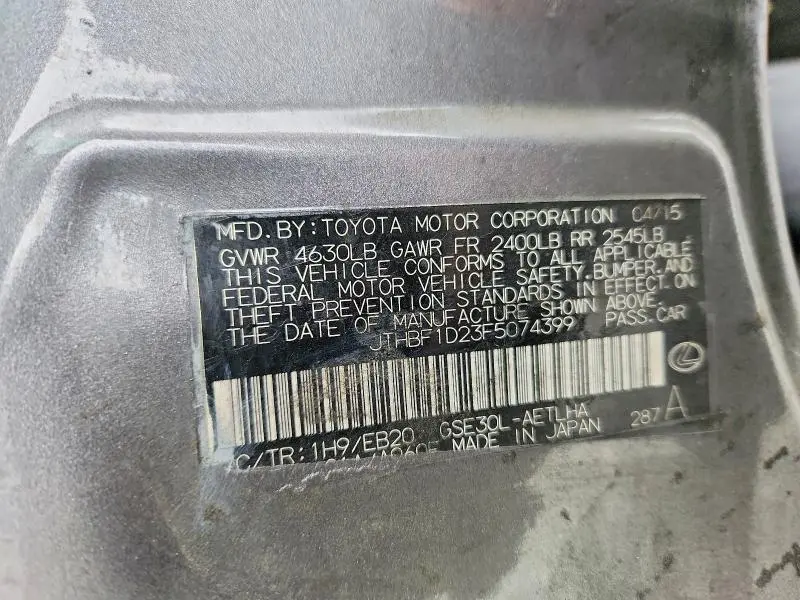 MFD. BY: TOYOTA MOTOR CORPORATION 04/15
GVWR 4630LB GAWR FR 2400LB RR 2545LB
THIS VEHICLE CONFORMS TO ALL APPLICABLE
FEDERAL MOTOR VEHICLE SAFETY, BUMPER, AND
THEFT PREVENTION STANDARDS IN EFFECT ON
THE DATE OF MANUFACTURE SHOWN ABOVE.
JTHBF1D23F5074399 PASS.CAR
C/TR: 1H9/EB20 GSE30L-AETLHA 287 A
MADE IN JAPAN